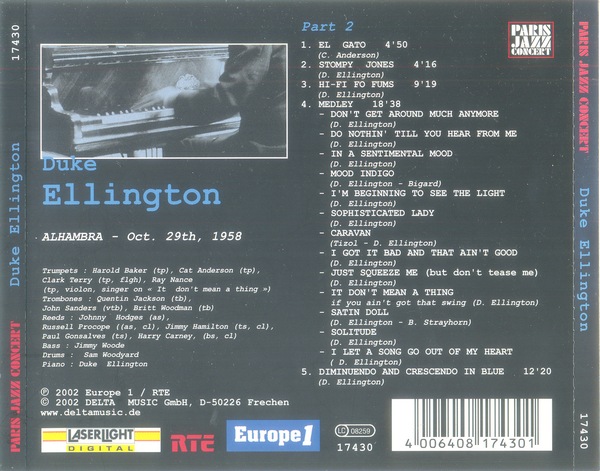 17430
Duke Ellington
PARIS JAZZ CONCERT
Duke
Ellington
ALHAMBRA - Oct. 29th, 1958
Trumpets : Harold Baker (tp), Cat Anderson (tp),
Clark Terry (tp, Flgh), Ray Nance
(tp, violon, singer on « It don't mean a thing »)
Trombones : Quentin Jackson (tb),
John Sanders (vtb), Britt Woodman (tb)
Reeds : Johnny Hodges (as),
Russell Procope ((as, cl), Jimmy Hamilton (ts, cl),
Paul Gonsalves (ts), Harry Carney, (bs, cl)
Bass : Jimmy Woode
Drums : Sam Woodyard
Piano : Duke Ellington
℗ 2002 Europe 1 / RTE
© 2002 DELTA MUSIC GmbH, D-50226 Frechen
www.deltamusic.de
LASERLIGHT
DIGITAL
RTE
Europe 1
Part 2
PARIS
JAZZ
CONCERT
1. EL GATO 4'50
(C. Anderson)
2. STOMPY JONES 4'16
(D. Ellington)
3. HI-FI FO FUMS 9'19
(D. Ellington)
4. MEDLEY 18'38
- DON'T GET AROUND MUCH ANYMORE
(D. Ellington)
- DO NOTHIN' TILL YOU HEAR FROM ME
(D. Ellington)
- IN A SENTIMENTAL MOOD
(D. Ellington)
- MOOD INDIGO
(D. Ellington - Bigard)
- I'M BEGINNING TO SEE THE LIGHT
(D. Ellington)
- SOPHISTICATED LADY
(D. Ellington)
- CARAVAN
(Tizol - D. Ellington)
- I GOT IT BAD AND THAT AIN'T GOOD
(D. Ellington)
- JUST SQUEEZE ME (but don't tease me)
(D. Ellington)
- IT DON'T MEAN A THING
if you ain't got that swing (D. Ellington)
- SATIN DOLL
(D. Ellington - B. Strayhorn)
- SOLITUDE
(D. Ellington)
- I LET A SONG GO OUT OF MY HEART
( D. Ellington)
5. DIMINUENDO AND CRESCENDO IN BLUE 12'20
(D. Ellington)
LC 08259
17430
4 006408 174301
PARIS JAZZ CONCERT
Duke Ellington
17430